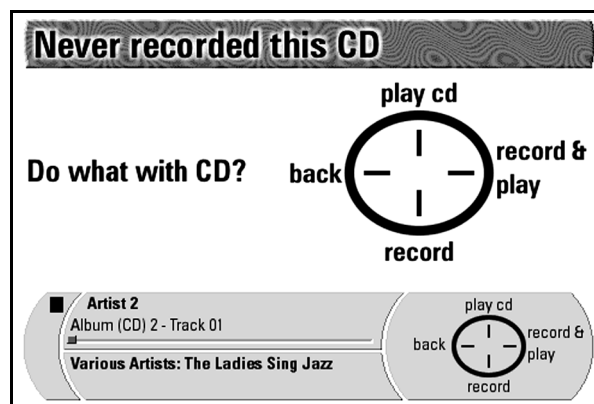 Never recorded this CD
play cd
Do what with CD?
back
record &
play
record
Artist 2
Album (CD) 2 - Track 01
Various Artists: The Ladies Sing Jazz
play cd
back
record &
play
record